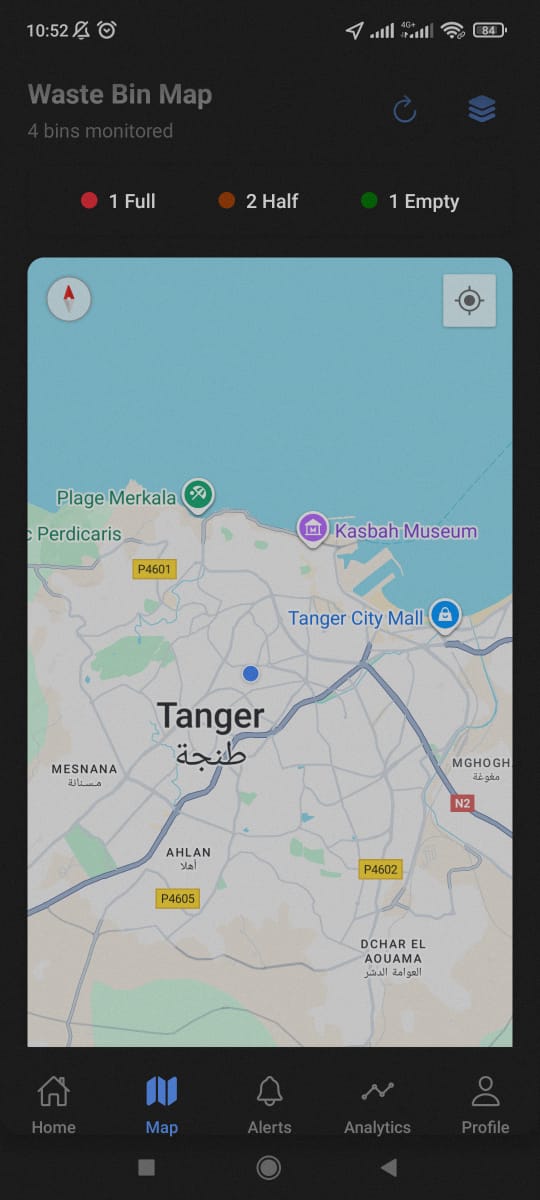 10:52
4G+
84
Waste Bin Map
4 bins monitored
1 Full
2 Half
1 Empty
Plage Merkala
c Perdicaris
Kasbah Museum
P4601
Tanger City Mall
Tanger
طنجة
MESNANA
مسنانة
MGHOGH
مغوغة
N2
AHLAN
أهلا
P4602
P4605
DCHAR EL
AOUAMA
العوامة الدشر
Home
Map
Alerts
Analytics
Profile